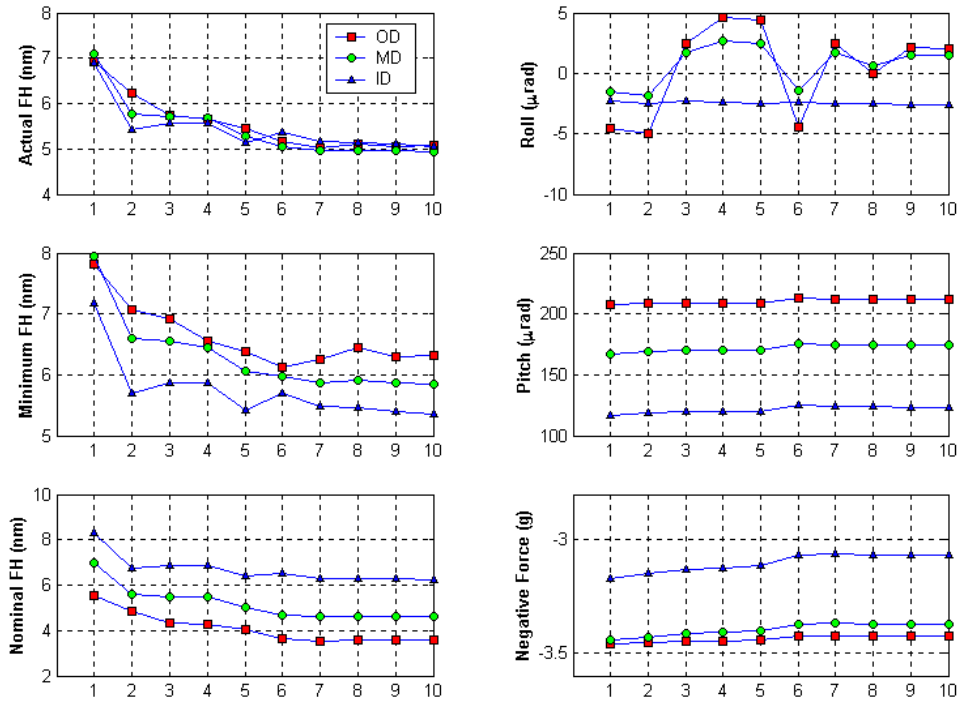 8
7
6
5
4
Actual FH (nm)
OD
MD
ID
1 2 3 4 5 6 7 8 9 10
5
0
-5
-10
Roll (μrad)
1 2 3 4 5 6 7 8 9 10
8
7
6
5
Minimum FH (nm)
1 2 3 4 5 6 7 8 9 10
250
200
150
100
Pitch (μrad)
1 2 3 4 5 6 7 8 9 10
10
8
6
4
2
Nominal FH (nm)
1 2 3 4 5 6 7 8 9 10
-3
-3.5
Negative Force (g)
1 2 3 4 5 6 7 8 9 10